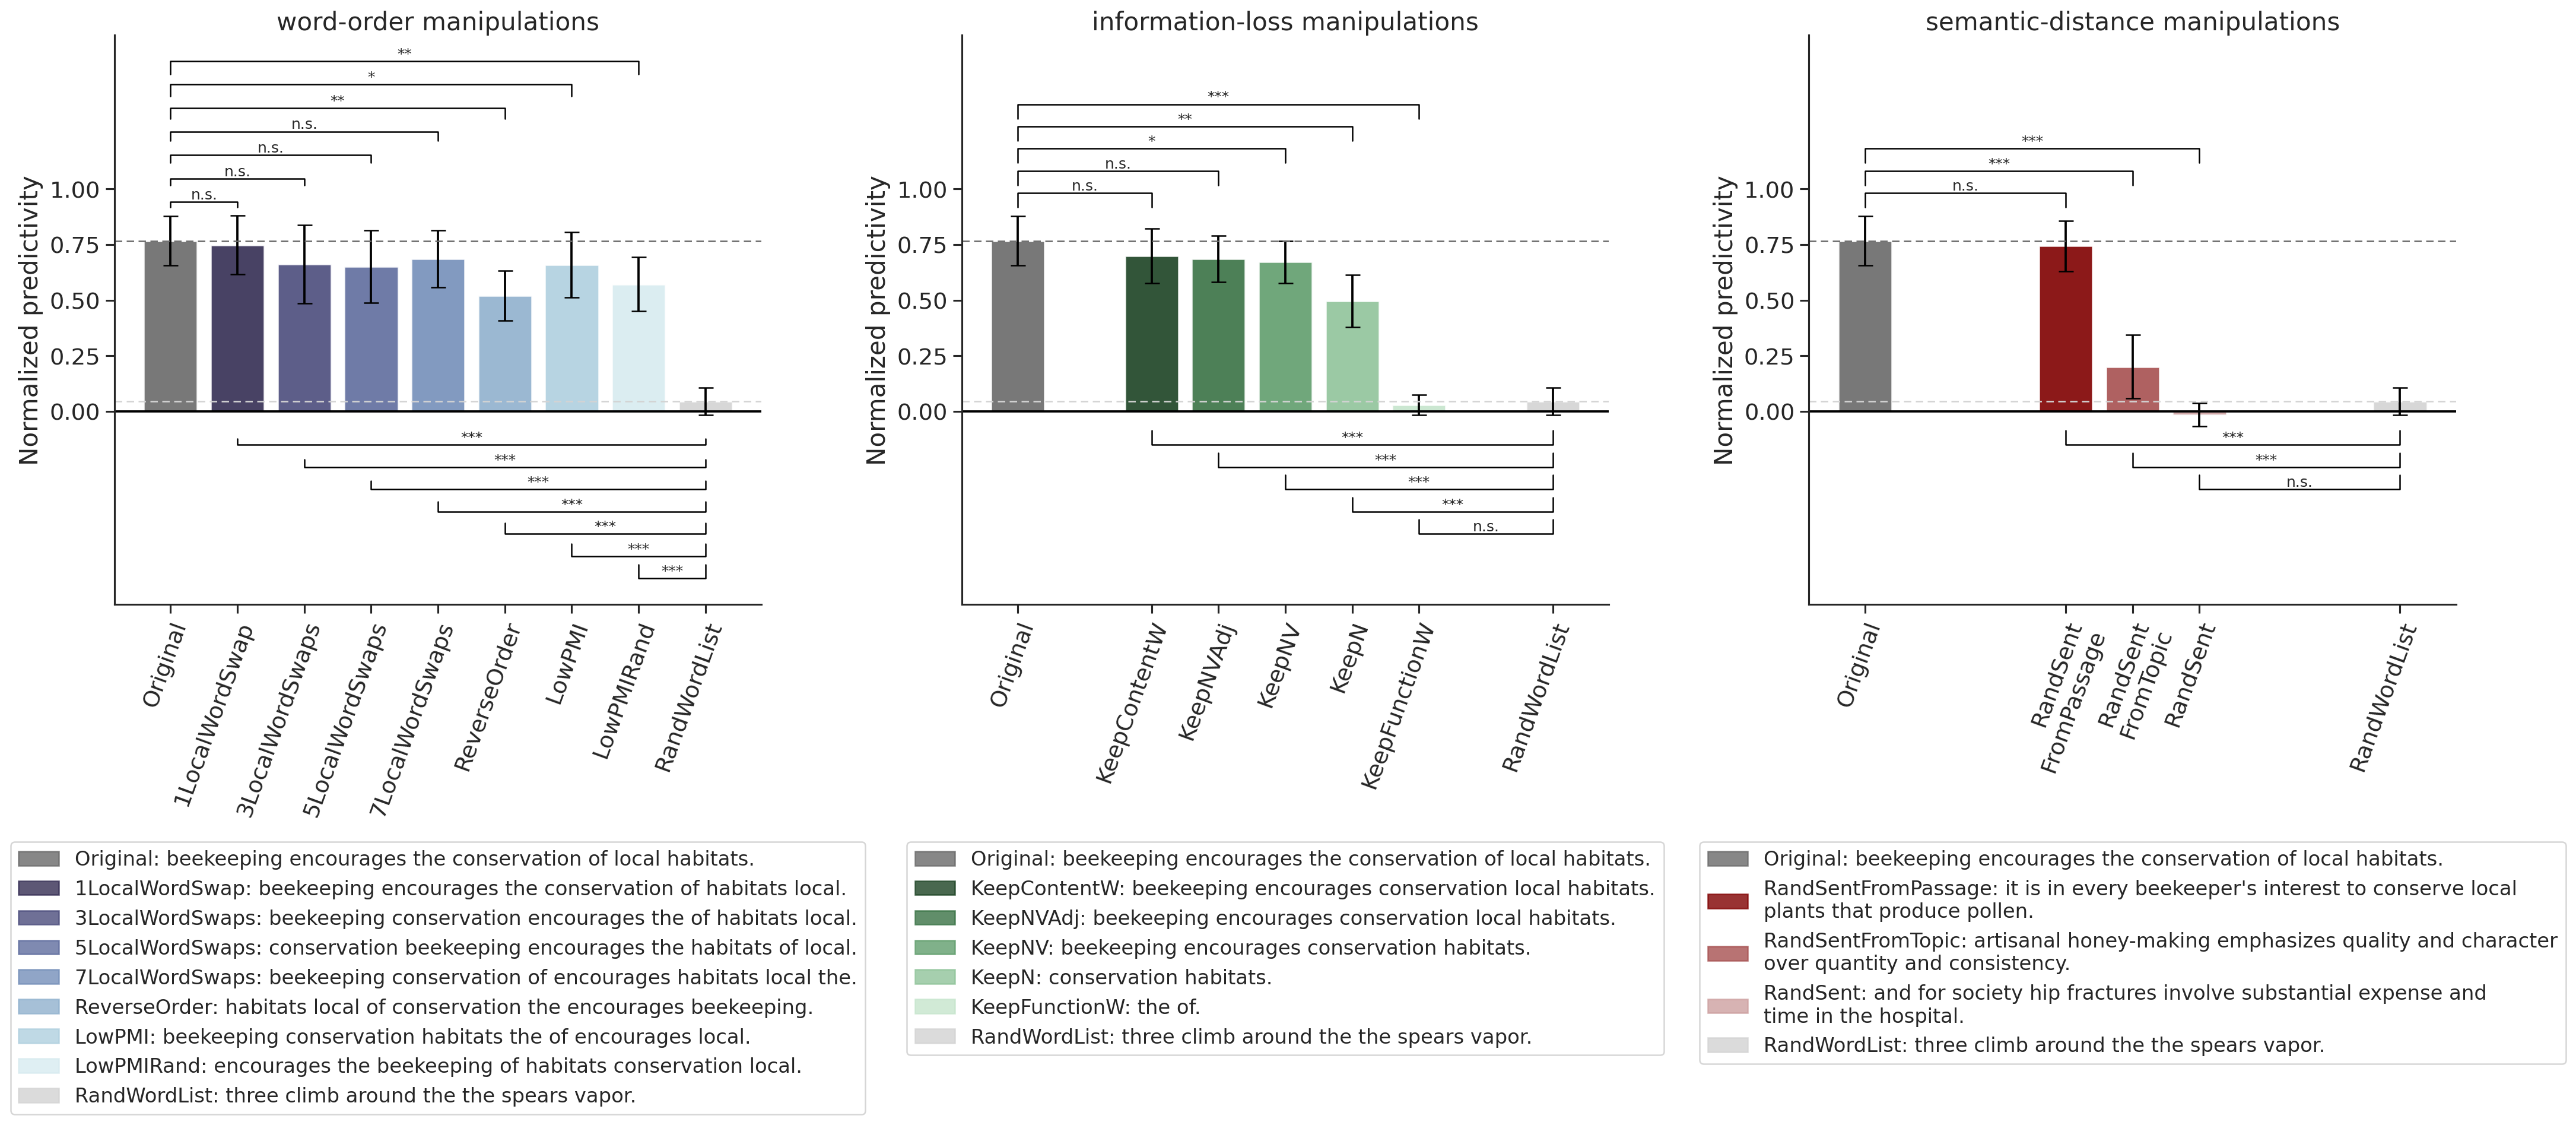 word-order manipulations
**
*
**
n.s.
n.s.
n.s.
n.s.
Normalized predictivity
1.00
0.75
0.50
0.25
0.00
***
***
***
***
***
***
***
Original
1LocalWordSwap
3LocalWordSwaps
5LocalWordSwaps
7LocalWordSwaps
ReverseOrder
LowPMI
LowPMIRand
RandWordList
Original: beekeeping encourages the conservation of local habitats.
1LocalWordSwap: beekeeping encourages the conservation of habitats local.
3LocalWordSwaps: beekeeping conservation encourages the of habitats local.
5LocalWordSwaps: conservation beekeeping encourages the habitats of local.
7LocalWordSwaps: beekeeping conservation of encourages habitats local the.
ReverseOrder: habitats local of conservation the encourages beekeeping.
LowPMI: beekeeping conservation habitats the of encourages local.
LowPMIRand: encourages the beekeeping of habitats conservation local.
RandWordList: three climb around the the spears vapor.
information-loss manipulations
***
**
*
n.s.
n.s.
Normalized predictivity
1.00
0.75
0.50
0.25
0.00
***
***
***
***
n.s.
Original
KeepContentW
KeepNVAdj
KeepNV
KeepN
KeepFunctionW
RandWordList
Original: beekeeping encourages the conservation of local habitats.
KeepContentW: beekeeping encourages conservation local habitats.
KeepNVAdj: beekeeping encourages conservation local habitats.
KeepNV: beekeeping encourages conservation habitats.
KeepN: conservation habitats.
KeepFunctionW: the of.
RandWordList: three climb around the the spears vapor.
semantic-distance manipulations
***
***
n.s.
Normalized predictivity
1.00
0.75
0.50
0.25
0.00
***
***
n.s.
Original
RandSent
FromPassage
RandSent
FromTopic
RandSent
RandWordList
Original: beekeeping encourages the conservation of local habitats.
RandSentFromPassage: it is in every beekeeper's interest to conserve local
plants that produce pollen.
RandSentFromTopic: artisanal honey-making emphasizes quality and character
over quantity and consistency.
RandSent: and for society hip fractures involve substantial expense and
time in the hospital.
RandWordList: three climb around the the spears vapor.